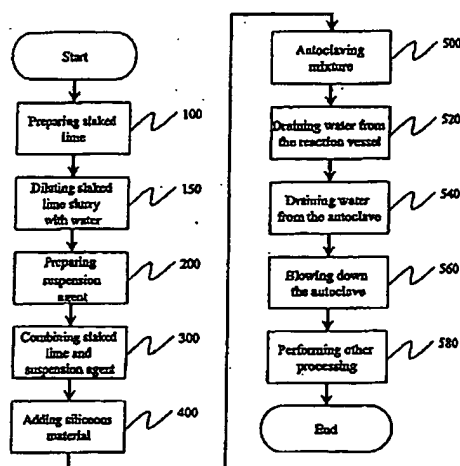 Start
Preparing slaked
lime
100
Diluting slaked
lime slurry
with water
150
Preparing
suspension
agent
200
Combining slaked
lime and
suspension agent
300
Adding siliceous
material
400
Autoclaving
mixture
500
Draining water from
the reaction vessel
520
Draining water
from the autoclave
540
Blowing down
the autoclave
560
Performing other
processing
580
End